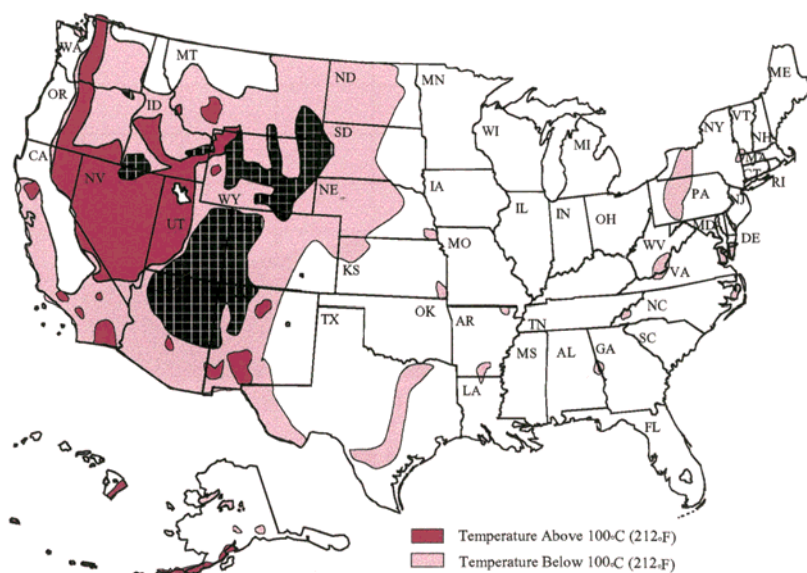 WA
MT
ND
MN
ME
OR
ID
SD
WI
MI
NY
VT
NH
MA
CT
RI
CA
NV
UT
WY
NE
IA
IL
IN
OH
PA
NJ
MD
DE
WV
VA
KS
MO
OK
AR
TN
NC
SC
TX
MS
AL
GA
LA
FL
Temperature Above 100°C (212°F)
Temperature Below 100°C (212°F)